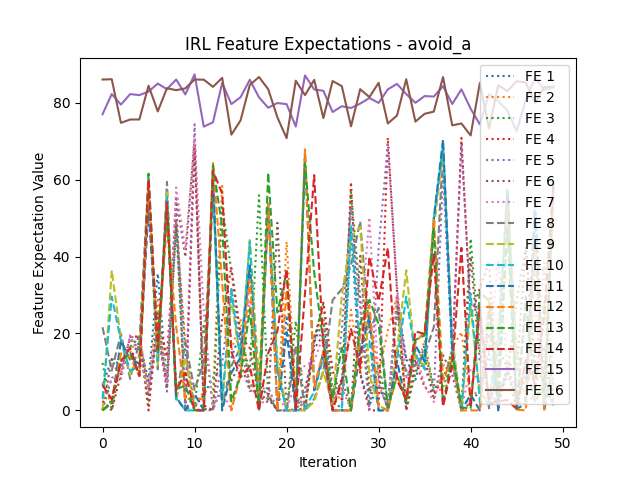 IRL Feature Expectations - avoid_a
Feature Expectation Value
80
60
40
20
0
0
10
20
30
40
50
Iteration
FE 1
FE 2
FE 3
FE 4
FE 5
FE 6
FE 7
FE 8
FE 9
FE 10
FE 11
FE 12
FE 13
FE 14
FE 15
FE 16